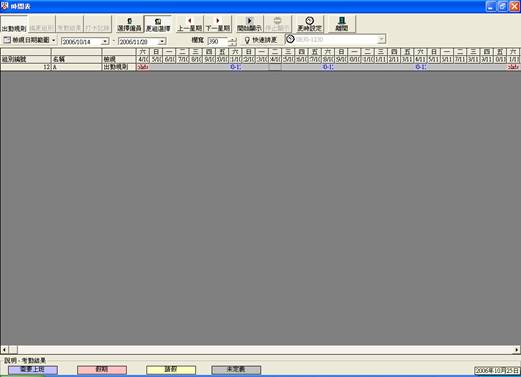 時間表
出動規則 編更組別 考勤結果 打卡記錄 選擇僱員 更組選擇 上一星期 下一星期 開始顯示 停止顯示 更時設定 離開
檢視日期範圍 2006/10/14 - 2006/11/28 欄寬 390 快速排更 0830-1230
六 日 一 二 三 四 五 六 日 一 二 三 四 五 六 日 一 二 三 四 五 六 日 一 二 三 四 五 六
組別編號 名稱 檢視
12 A 出動規則
說明 - 考勤結果
需要上班 假期 請假 未定義
2006年10月25日